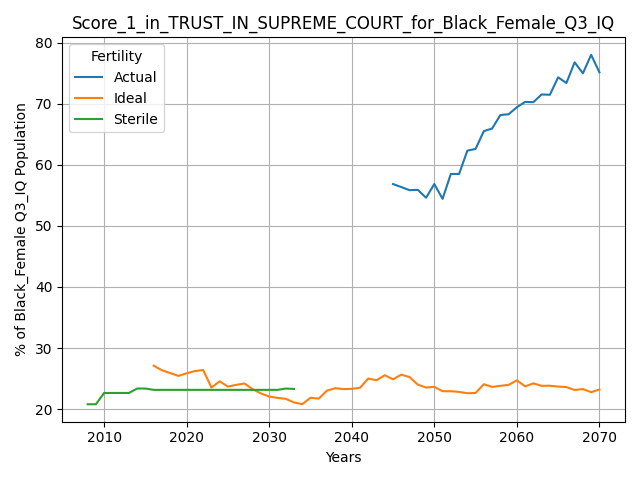 Score_1_in_TRUST_IN_SUPREME_COURT_for_Black_Female_Q3_IQ
Fertility
Actual
Ideal
Sterile
% of Black_Female Q3_IQ Population
80
70
60
50
40
30
20
2010
2020
2030
2040
2050
2060
2070
Years